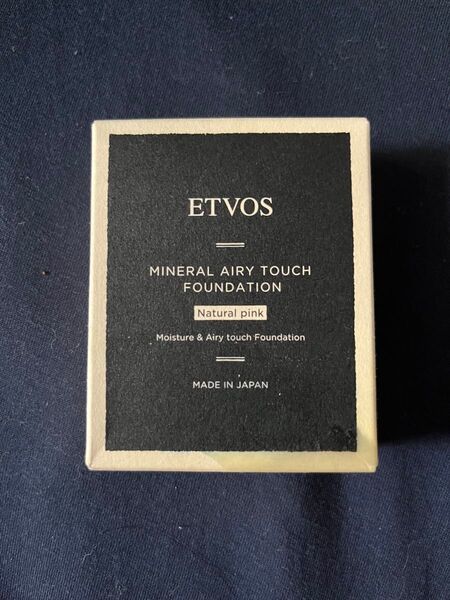 ETVOS
MINERAL AIRY TOUCH
FOUNDATION
Natural pink
Moisture & Airy touch Foundation
MADE IN JAPAN